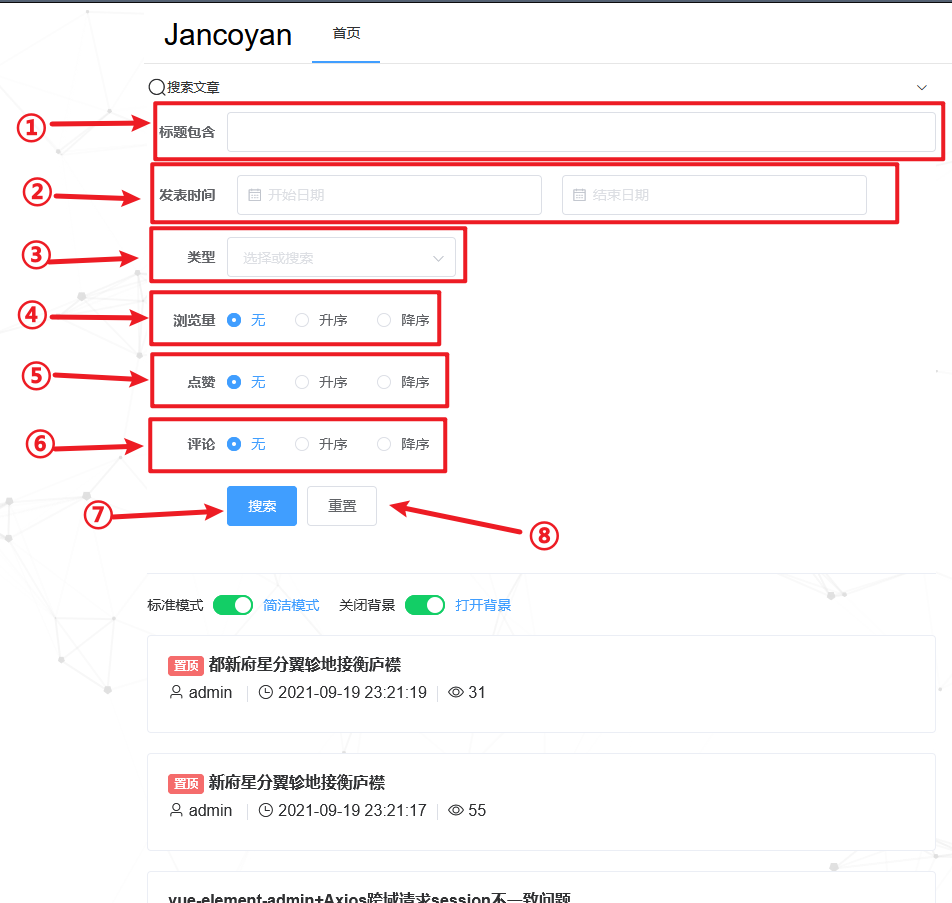 Jancoyan 首页
搜索文章
① 标题包含
② 发表时间 开始日期 结束日期
③ 类型 选择或搜索
④ 浏览量 无 升序 降序
⑤ 点赞 无 升序 降序
⑥ 评论 无 升序 降序
⑦ 搜索 重置 ⑧
标准模式 简洁模式 关闭背景 打开背景
置顶 都新府星分翼轸地接衡庐襟
admin 2021-09-19 23:21:19 31
置顶 新府星分翼轸地接衡庐襟
admin 2021-09-19 23:21:17 55
vue-element-admin+Axios跨域请求session不一致问题